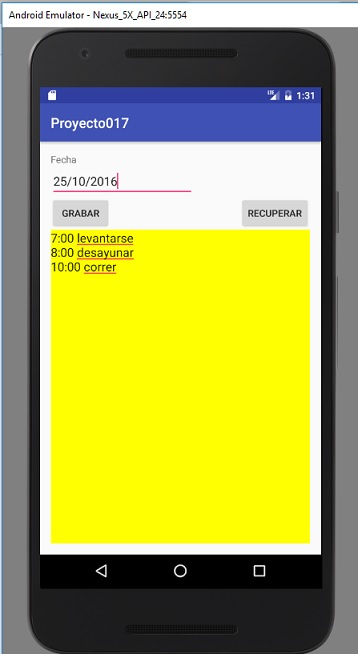 Android Emulator - Nexus_5X_API_24:5554
LTE 1:31
Proyecto017
Fecha
25/10/2016
GRABAR RECUPERAR
7:00 levantarse
8:00 desayunar
10:00 correr